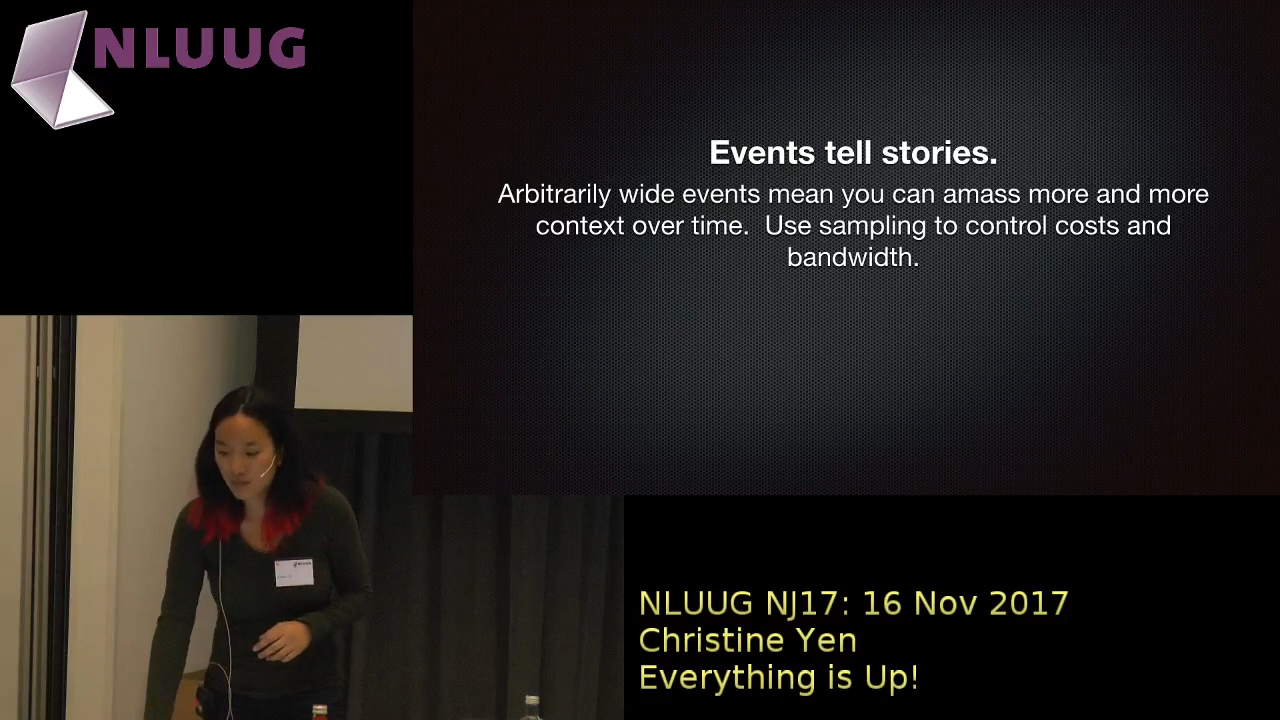 NLUUG
Events tell stories.
Arbitrarily wide events mean you can amass more and more
context over time. Use sampling to control costs and
bandwidth.
NLUUG NJ17: 16 Nov 2017
Christine Yen
Everything is Up!